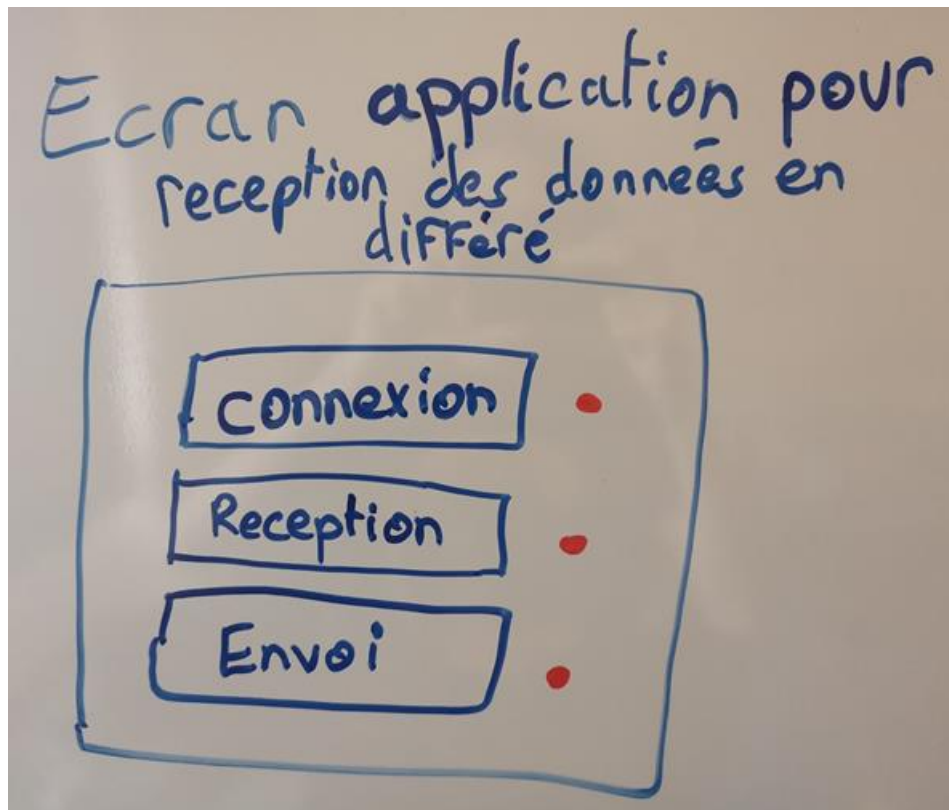 Ecran application pour
reception des données en
différé
connexion
Reception
Envoi